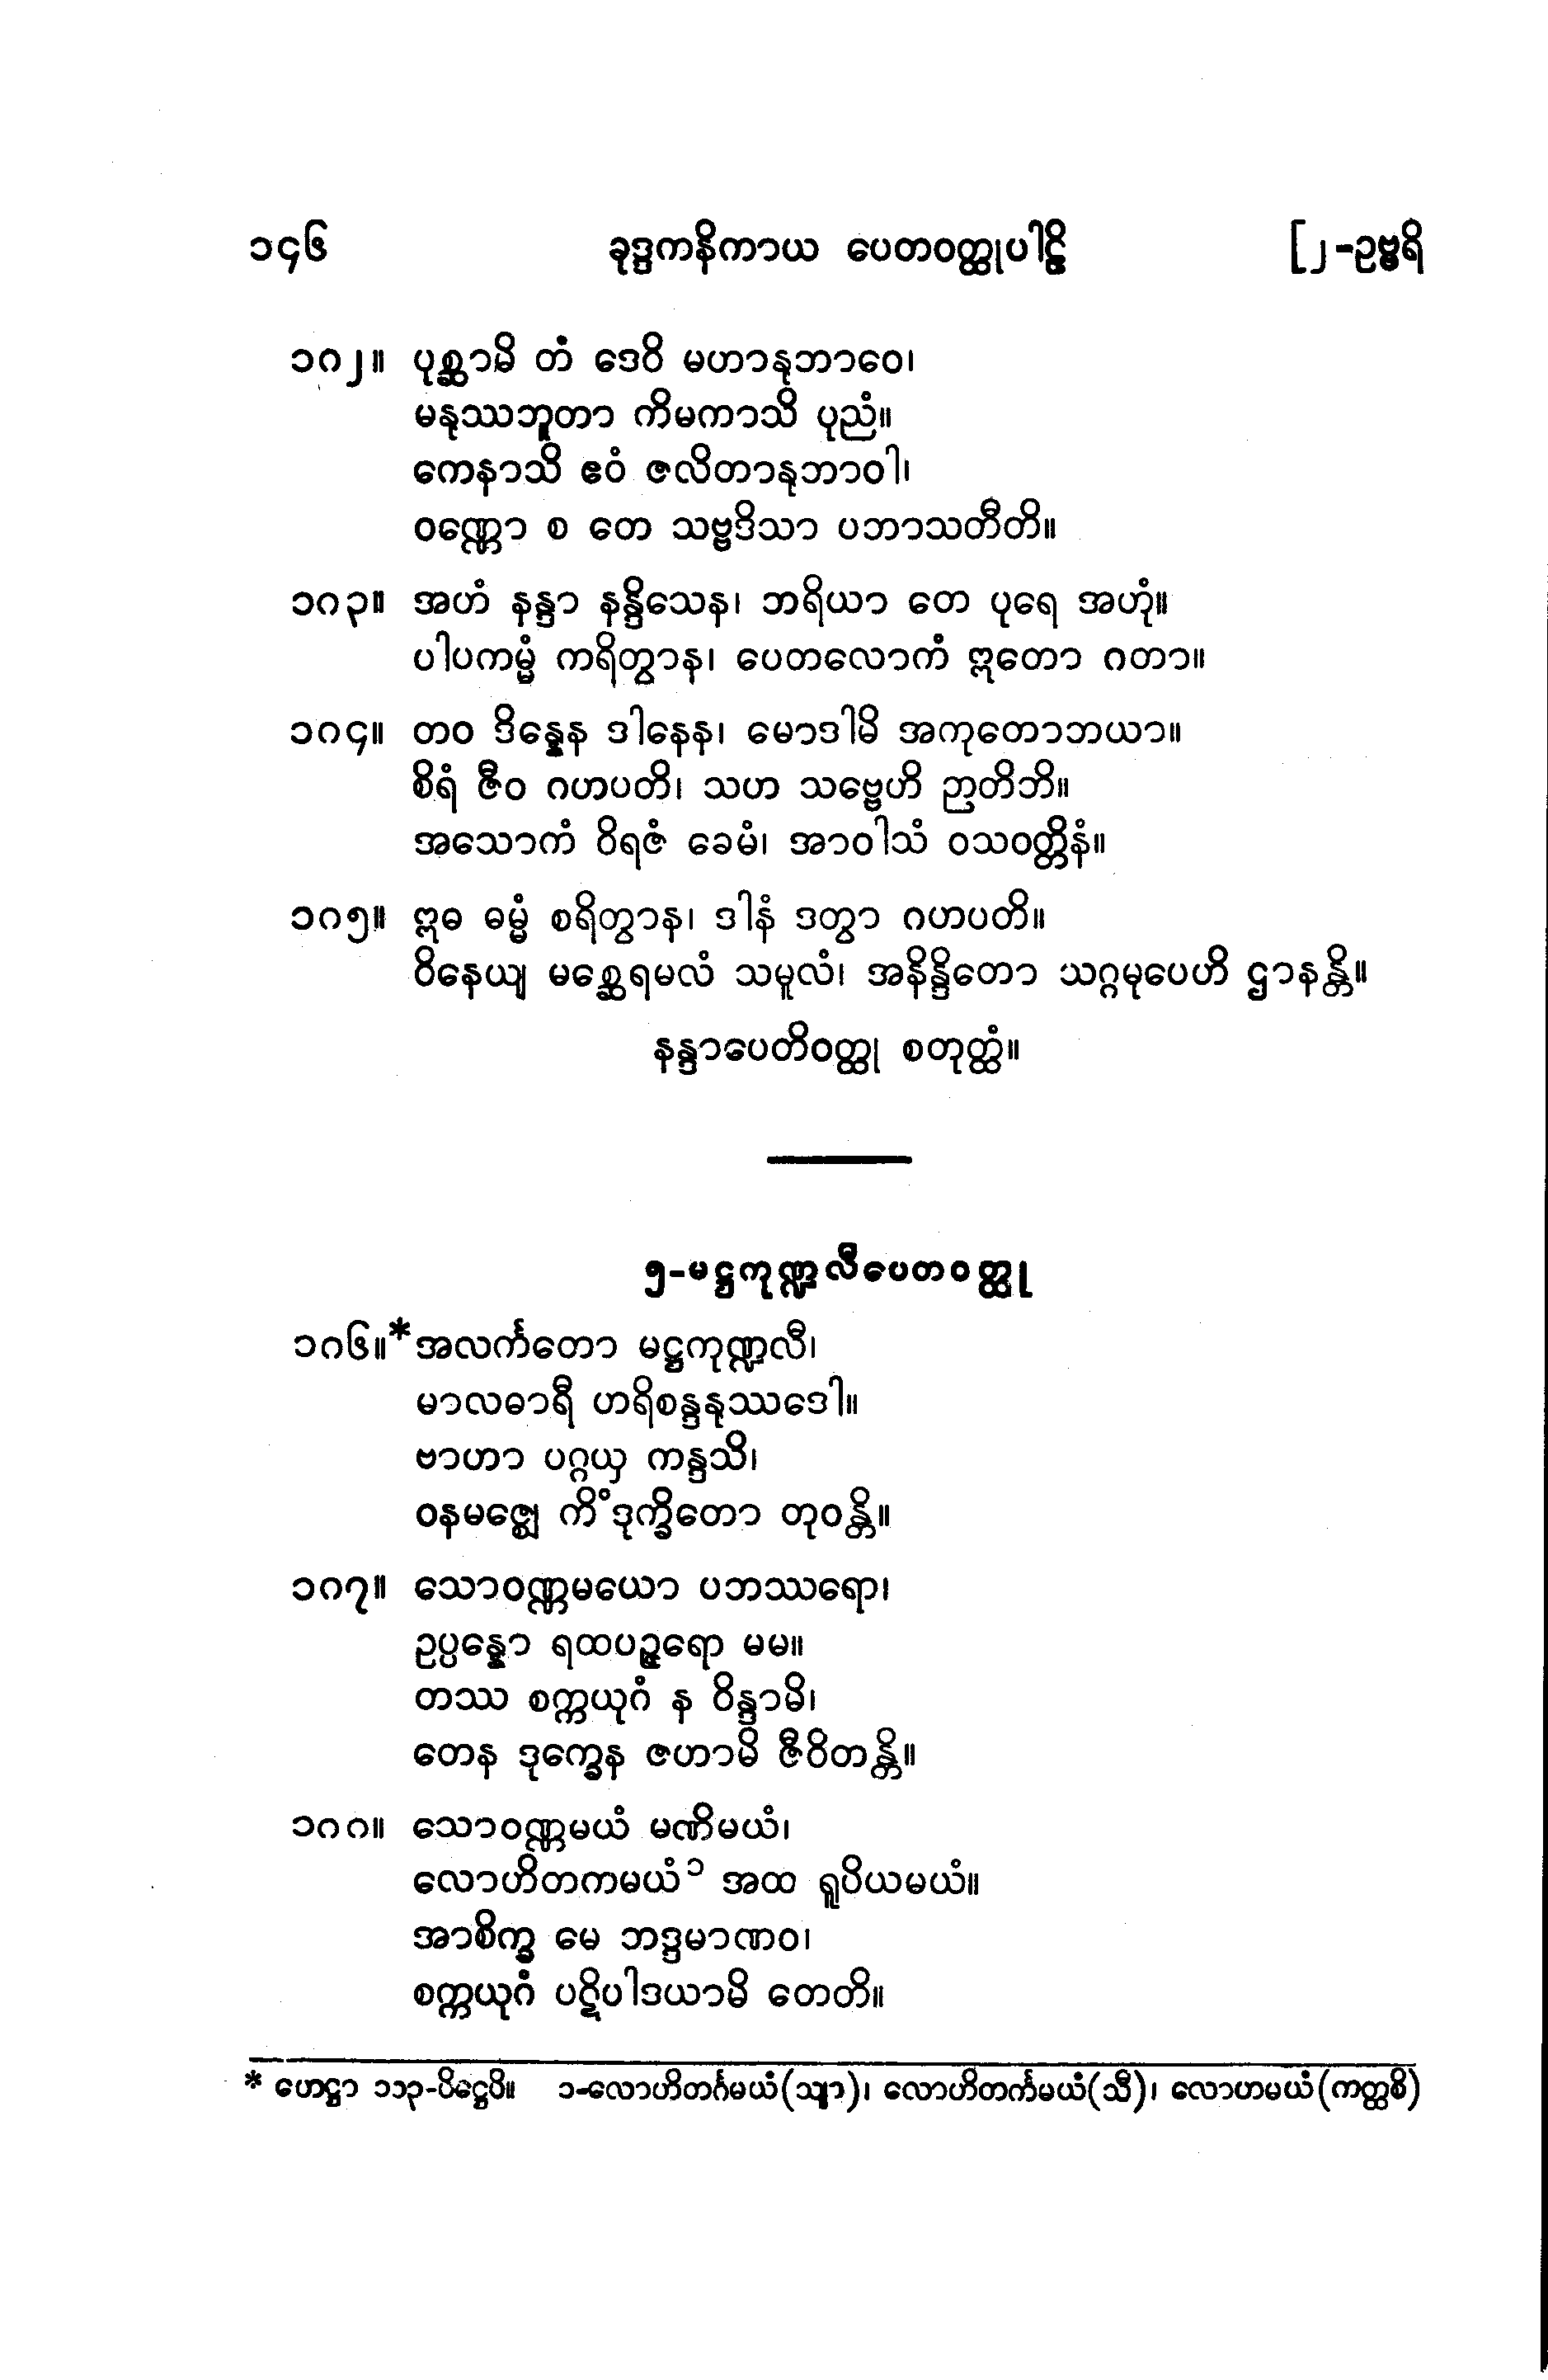 ၁၄၆ ခုဒ္ဒကနိကာယ ပေတဝတ္ထုပါဠိ [၂-ဥဗ္ဗရိ
၁၈၂။ ပုစ္ဆာမိ တံ ဒေဝိ မဟာနုဘာဝေ၊
မနုဿဘူတာ ကိမကာသိ ပုညံ။
ကေနာသိ ဧဝံ ဇလိတာနုဘာဝါ၊
ဝဏ္ဏော စ တေ သဗ္ဗဒိသာ ပဘာသတီတိ။
၁၈၃။ အဟံ နန္ဒာ နန္ဒိသေန၊ ဘရိယာ တေ ပုရေ အဟုံ။
ပါပကမ္မံ ကရိတွာန၊ ပေတလောကံ ဣတော ဂတာ။
၁၈၄။ တဝ ဒိန္နေန ဒါနေန၊ မောဒါမိ အကုတောဘယာ။
စိရံ ဇီဝ ဂဟပတိ၊ သဟ သဗ္ဗေဟိ ဉာတိဘိ။
အသောကံ ဝိရဇံ ခေမံ၊ အာဝါသံ ဝသဝတ္တိနံ။
၁၈၅။ ဣဓ ဓမ္မံ စရိတွာန၊ ဒါနံ ဒတွာ ဂဟပတိ။
ဝိနေယျ မစ္ဆေရမလံ သမူလံ၊ အနိန္ဒိတော သဂ္ဂမုပေဟိ ဌာနန္တိ။
နန္ဒာပေတိဝတ္ထု စတုတ္ထံ။
၅-မဋ္ဌကုဏ္ဍလီပေတဝတ္ထု
၁၈၆။*အလင်္ကတော မဋ္ဌကုဏ္ဍလီ၊
မာလဓာရီ ဟရိစန္ဒနုဿဒေါ။
ဗာဟာ ပဂ္ဂယှ ကန္ဒသိ၊
ဝနမဇ္ဈေ ကိံ ဒုက္ခိတော တုဝန္တိ။
၁၈၇။ သောဝဏ္ဏမယော ပဘဿရော၊
ဥပ္ပန္နော ရထပဉ္ဇရော မမ။
တဿ စက္ကယုဂံ န ဝိန္ဒာမိ၊
တေန ဒုက္ခေန ဇဟာမိ ဇီဝိတန္တိ။
၁၈၈။ သောဝဏ္ဏမယံ မဏိမယံ၊
လောဟိတကမယံ၁ အထ ရူပိယမယံ။
အာစိက္ခ မေ ဘဒ္ဒမာဏဝ၊
စက္ကယုဂံ ပဋိပါဒယာမိ တေတိ။
* ဟေဋ္ဌာ ၁၁၃-ပိဋ္ဌေပိ။ ၁-လောဟိတင်္ဂမယံ(သျာ)၊ လောဟိတင်္ကမယံ(သီ)၊ လောဟမယံ(ကတ္ထစိ)